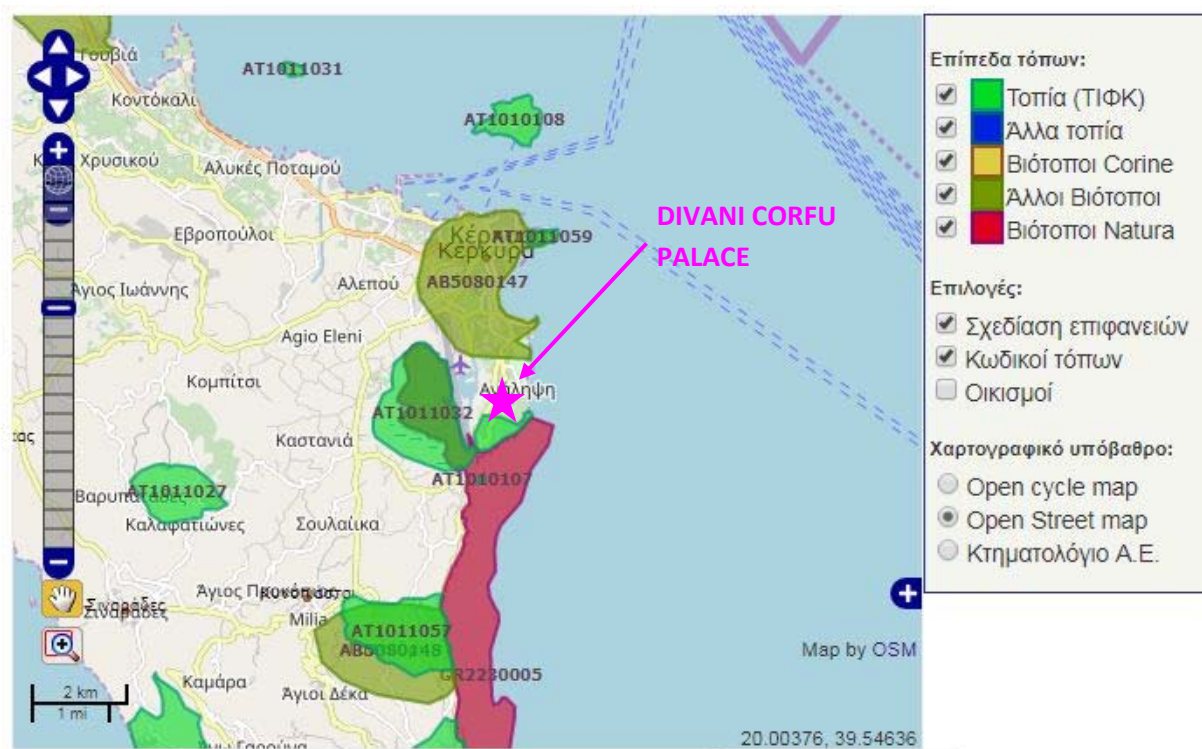 Γουβιά
AT1011031
Κοντόκαλι
AT1010108
Χρυσικού
Αλυκές Ποταμού
DIVANI CORFU
PALACE
Εβροπούλοι
AT1011059
Κέρκυρα
Άγιος Ιωάννης
Αλεπού
AB5080147
Agio Eleni
Κομπίτσι
Ανάληψη
AT1011032
Καστανιά
AT1010107
AT1011027
Καλαφατιώνες
Σουλαίικα
Σιναράδες
Milia
AT1011057
AB5080148
GR2230005
Καμάρα
Άγιοι Δέκα
2 km
1 mi
Map by OSM
20.00376, 39.54636
Επίπεδα τόπων:
Τοπία (ΤΙΦΚ)
Άλλα τοπία
Βιότοποι Corine
Άλλοι Βιότοποι
Βιότοποι Natura
Επιλογές:
Σχεδίαση επιφανειών
Κωδικοί τόπων
Οικισμοί
Χαρτογραφικό υπόβαθρο:
Open cycle map
Open Street map
Κτηματολόγιο Α.Ε.